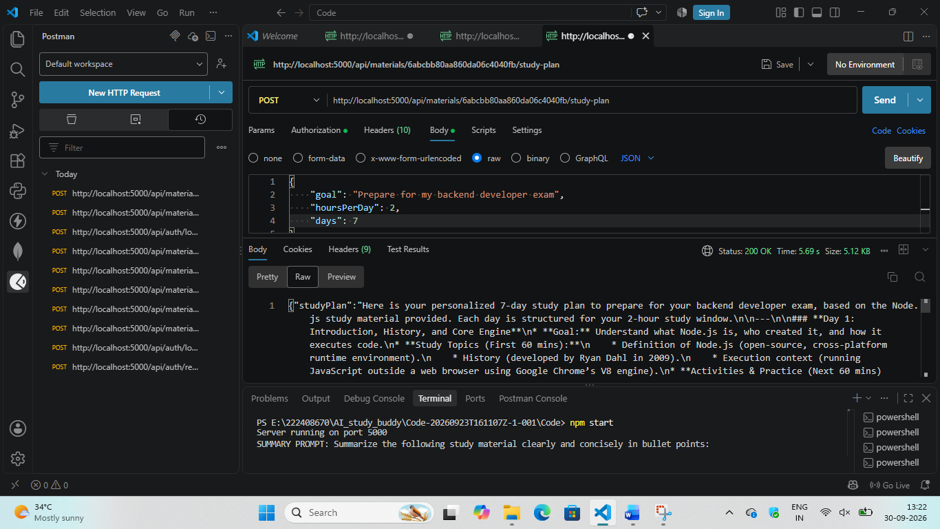 File Edit Selection View Go Run ··· Code Sign In
Postman
Default workspace
New HTTP Request
Filter
Today
POST http://localhost:5000/api/materia...
POST http://localhost:5000/api/materia...
POST http://localhost:5000/api/auth/lo...
POST http://localhost:5000/api/materia...
POST http://localhost:5000/api/materia...
POST http://localhost:5000/api/materia...
POST http://localhost:5000/api/materia...
POST http://localhost:5000/api/materia...
POST http://localhost:5000/api/auth/lo...
POST http://localhost:5000/api/auth/re...
Welcome http://localhos... http://localhos... http://localhos...
http://localhost:5000/api/materials/6abcbb80aa860da06c4040fb/study-plan Save No Environment
POST http://localhost:5000/api/materials/6abcbb80aa860da06c4040fb/study-plan Send
Params Authorization Headers (10) Body Scripts Settings Code Cookies
none form-data x-www-form-urlencoded raw binary GraphQL JSON Beautify
1 {
2 "goal": "Prepare for my backend developer exam",
3 "hoursPerDay": 2,
4 "days": 7
Body Cookies Headers (9) Test Results Status: 200 OK Time: 5.69 s Size: 5.12 KB
Pretty Raw Preview
1 {"studyPlan":"Here is your personalized 7-day study plan to prepare for your backend developer exam, based on the Node.
js study material provided. Each day is structured for your 2-hour study window.\n\n---\n\n### **Day 1:
Introduction, History, and Core Engine**\n* **Goal:** Understand what Node.js is, who created it, and how it
executes code.\n* **Study Topics (First 60 mins):**\n    * Definition of Node.js (open-source, cross-platform
runtime environment).\n    * History (developed by Ryan Dahl in 2009).\n    * Execution context (running
JavaScript outside a web browser using Google Chrome's V8 engine).\n* **Activities & Practice (Next 60 mins)
Problems Output Debug Console Terminal Ports Postman Console
PS E:\222408670\AI_study_buddy\Code-20260923T161107Z-1-001\Code> npm start
Server running on port 5000
SUMMARY PROMPT: Summarize the following study material clearly and concisely in bullet points:
powershell
powershell
powershell
powershell
0 0 Go Live
34°C
Mostly sunny
Search
ENG
IN
13:22
30-09-2026